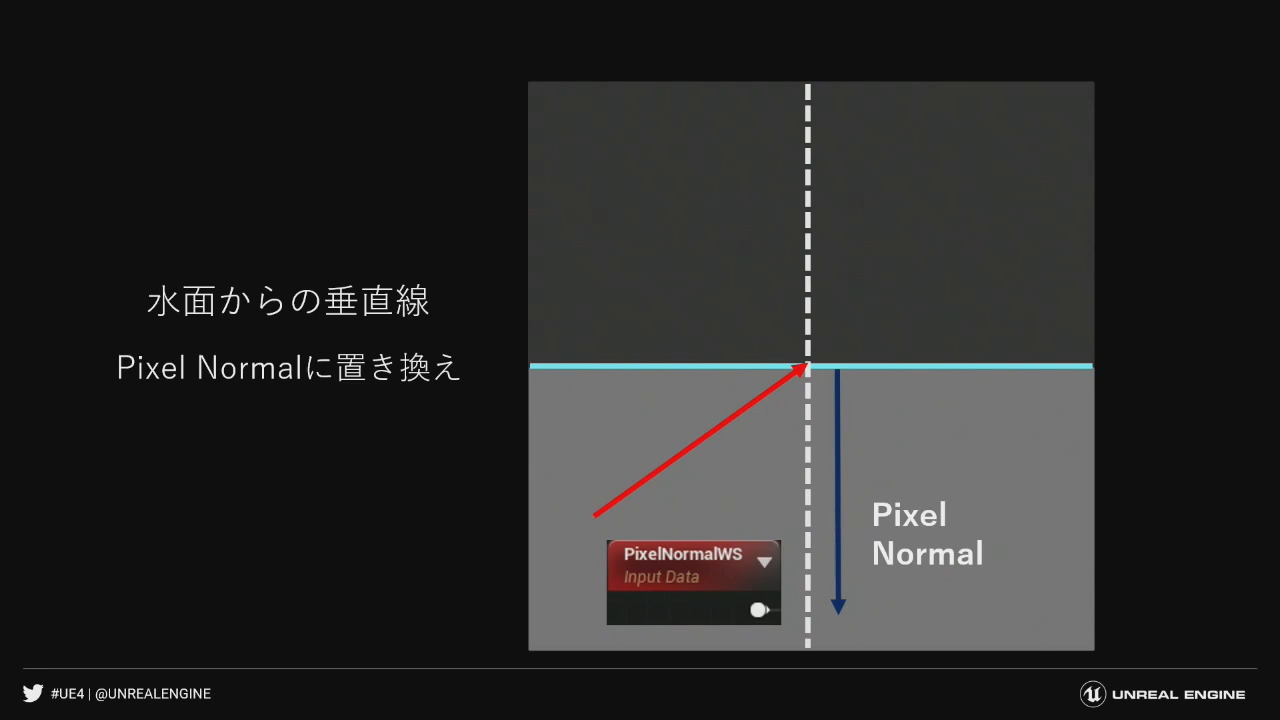 水面からの垂直線
Pixel Normalに置き換え
Pixel
Normal
PixelNormalWS
Input Data
#UE4 | @UNREALENGINE
UNREAL ENGINE